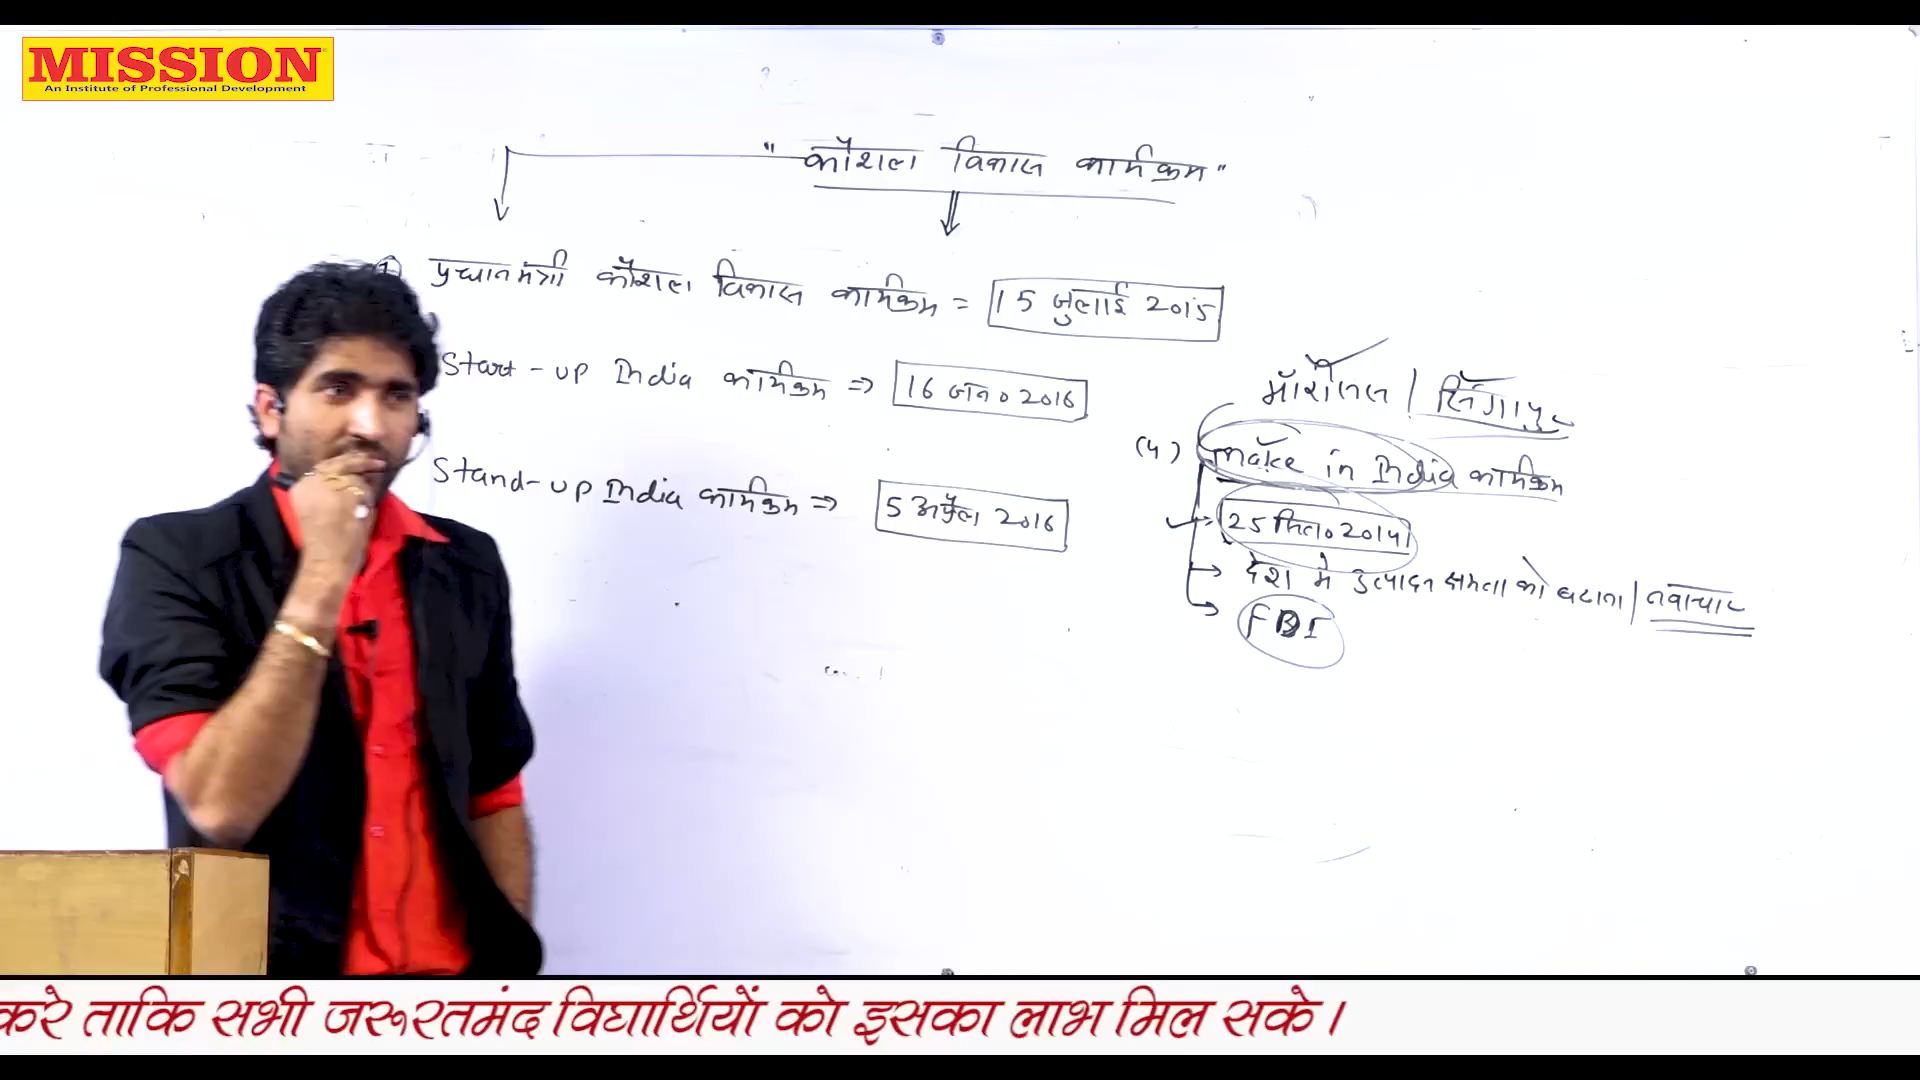 MISSION
An Institute of Professional Development
" कौशल विकास कार्यक्रम "
① प्रधानमंत्री कौशल विकास कार्यक्रम = 15 जुलाई 2015
Start-up India कार्यक्रम ⇒ 16 जन० 2016
Stand-up India कार्यक्रम ⇒ 5 अप्रैल 2016
मॉरीशस | सिंगापुर
(4) make in India कार्यक्रम
→ 25 सित० 2014
→ देश में उत्पादन क्षमता को बढाना | नवाचार
→ FDI
करे ताकि सभी जरूरतमंद विद्यार्थियों को इसका लाभ मिल सके।